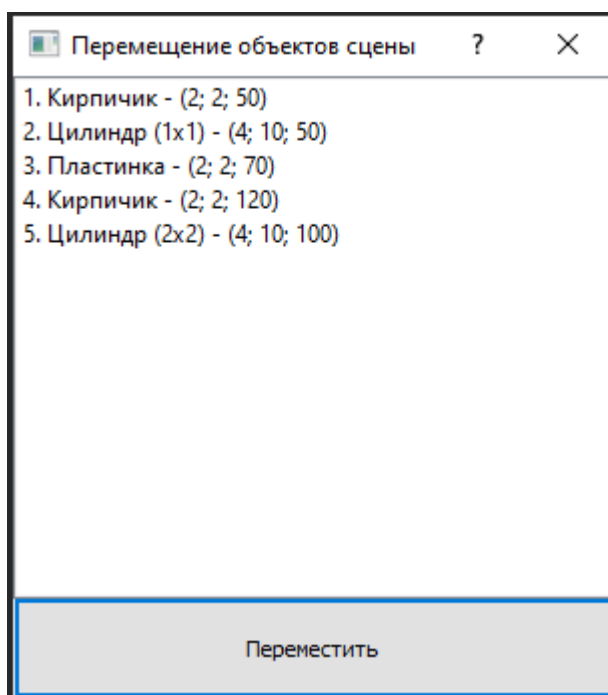 Перемещение объектов сцены ?
1. Кирпичик - (2; 2; 50)
2. Цилиндр (1x1) - (4; 10; 50)
3. Пластинка - (2; 2; 70)
4. Кирпичик - (2; 2; 120)
5. Цилиндр (2x2) - (4; 10; 100)
Переместить